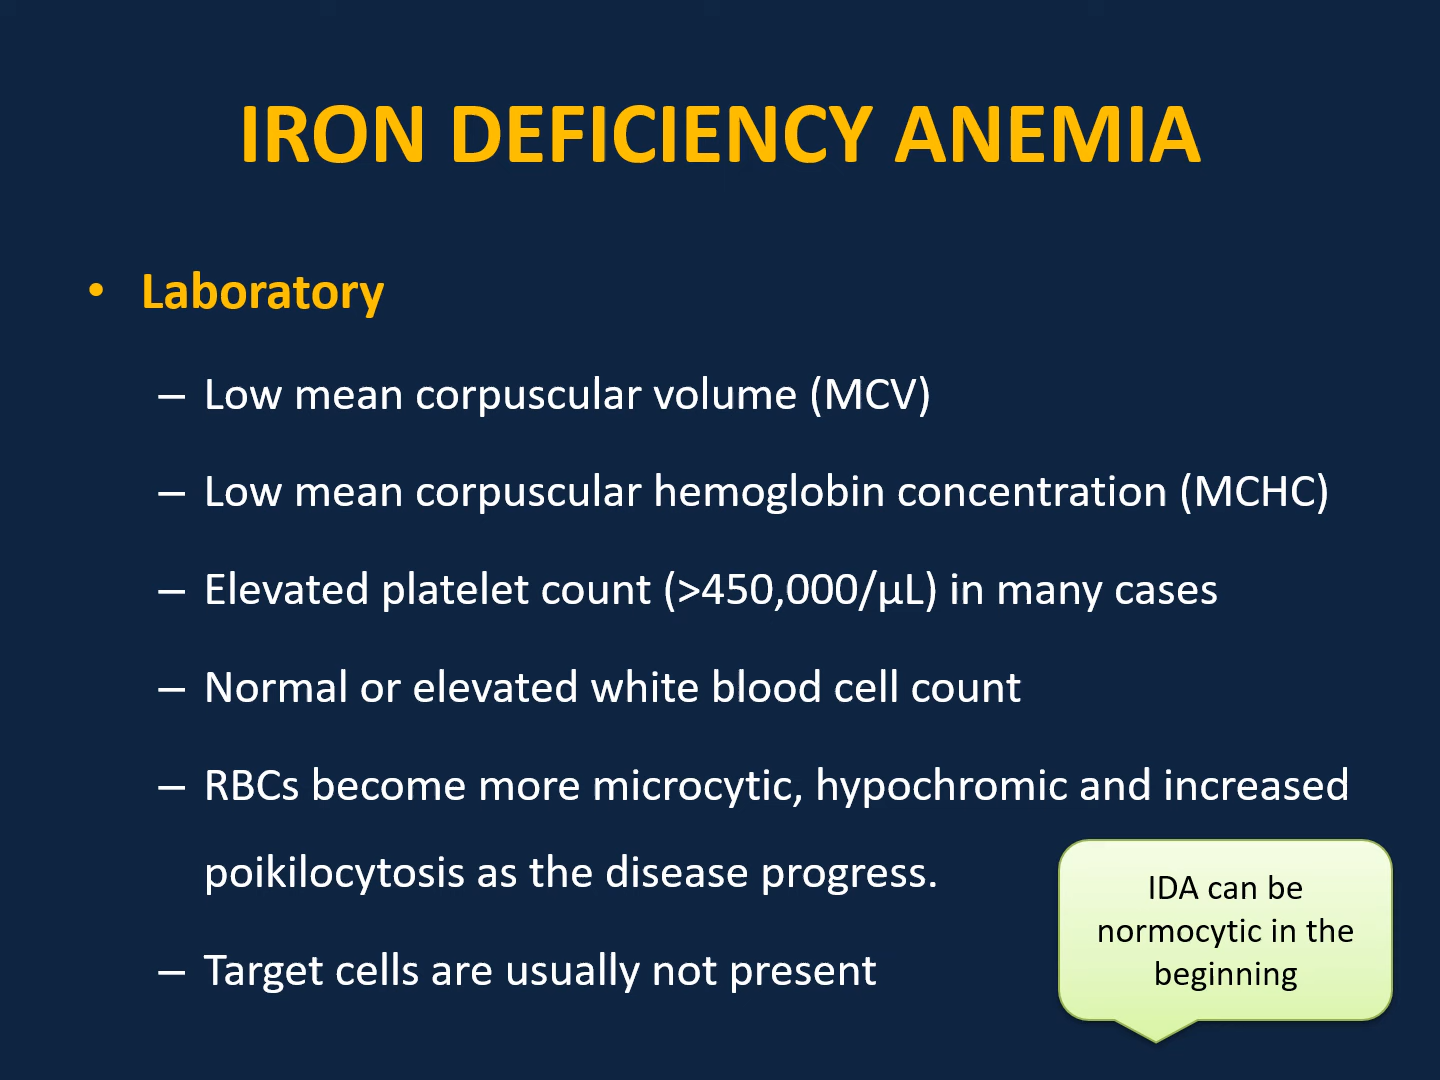 IRON DEFICIENCY ANEMIA
• Laboratory
– Low mean corpuscular volume (MCV)
– Low mean corpuscular hemoglobin concentration (MCHC)
– Elevated platelet count (>450,000/µL) in many cases
– Normal or elevated white blood cell count
– RBCs become more microcytic, hypochromic and increased
poikilocytosis as the disease progress.
– Target cells are usually not present
IDA can be
normocytic in the
beginning